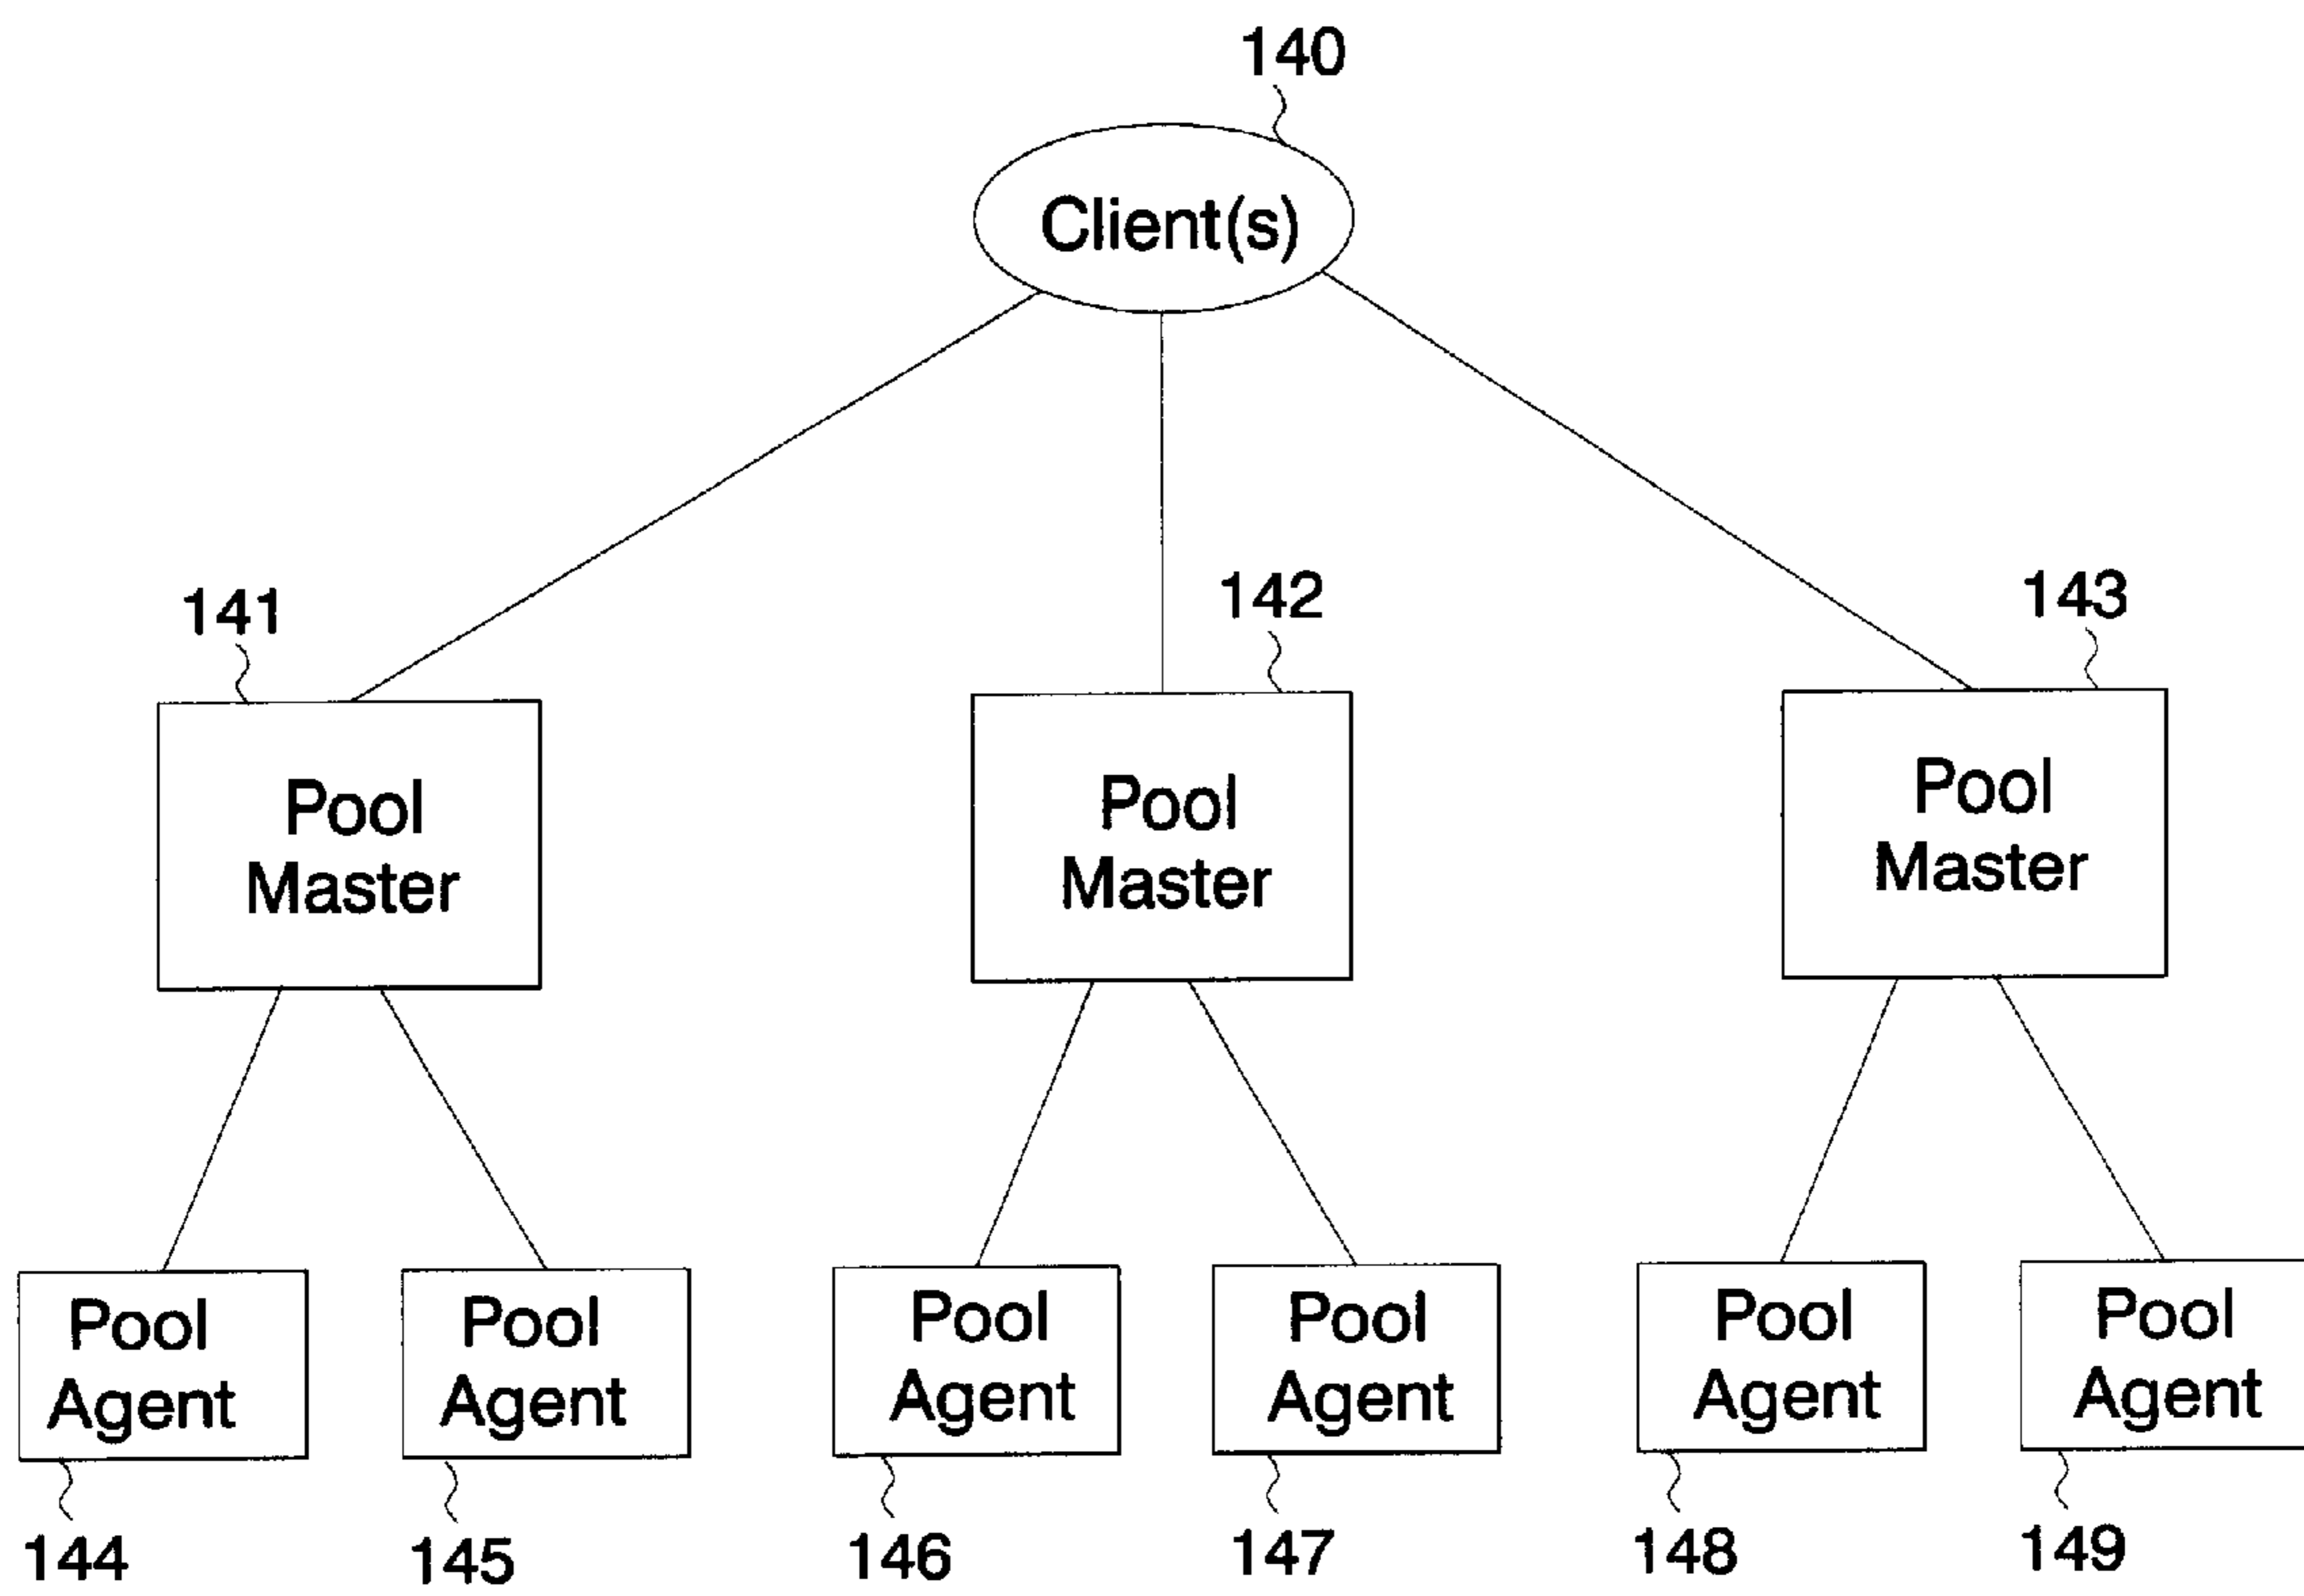 140
Client(s)
141
142
143
Pool
Master
Pool
Master
Pool
Master
Pool
Agent
Pool
Agent
Pool
Agent
Pool
Agent
Pool
Agent
Pool
Agent
144
145
146
147
148
149